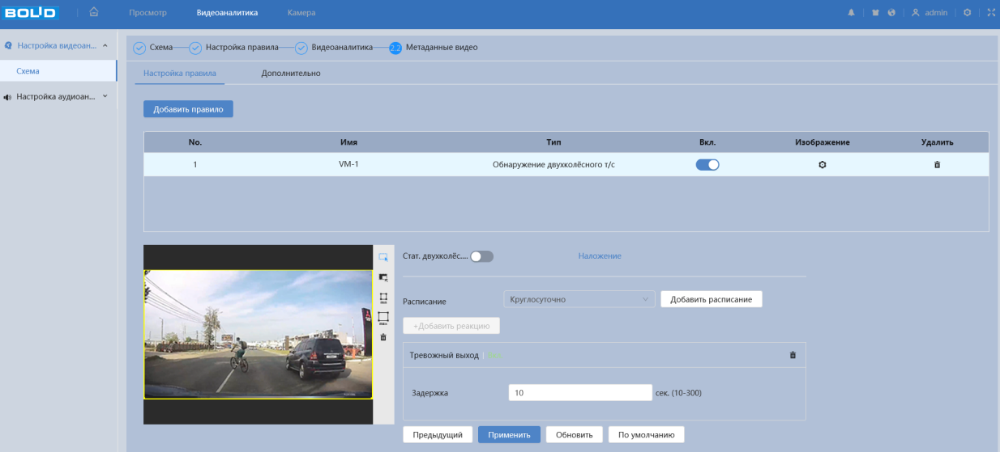 BOLID Просмотр Видеоаналитика Камера admin
Настройка видеоан...
Схема Настройка правила Видеоаналитика 2.2 Метаданные видео
Схема
Настройка правила Дополнительно
Настройка аудиоан...
Добавить правило
No. Имя Тип Вкл. Изображение Удалить
1 VM-1 Обнаружение двухколёсного т/с
Стат. двухколёс.... Наложение
Расписание Круглосуточно Добавить расписание
+Добавить реакцию
Тревожный выход
Задержка 10 сек. (10-300)
Предыдущий Применить Обновить По умолчанию